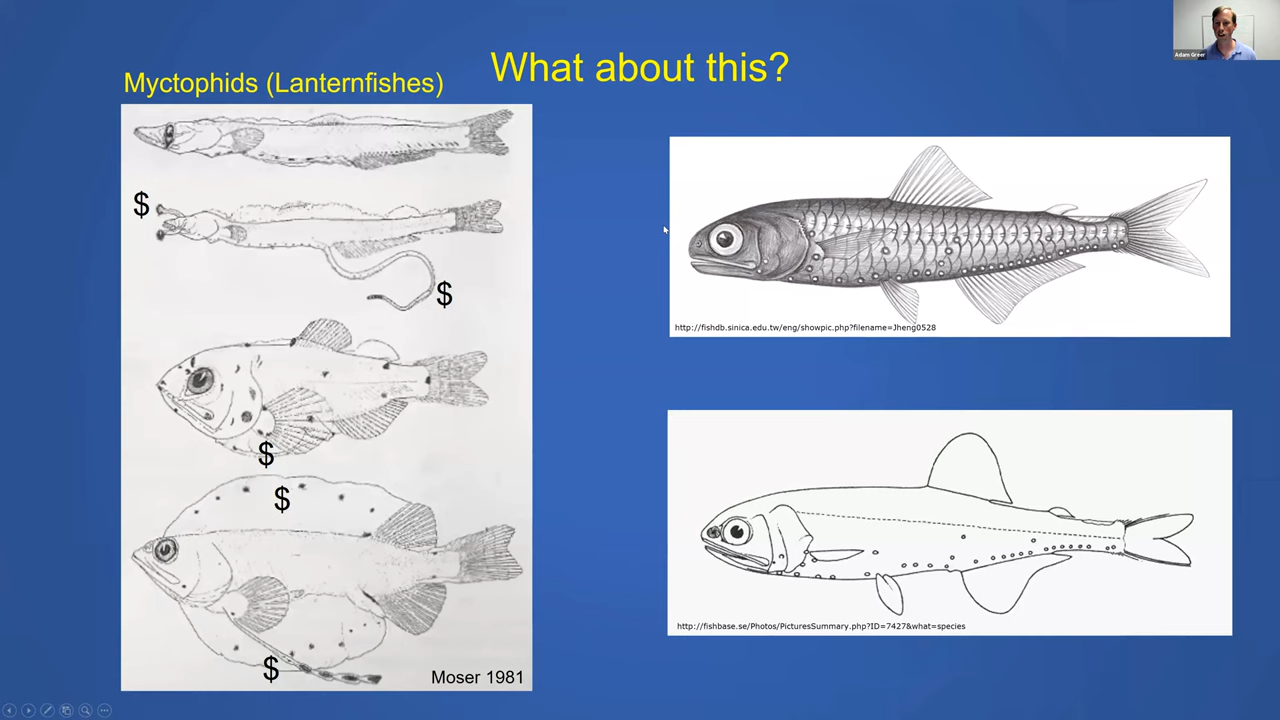 What about this?
Adam Greer
Myctophids (Lanternfishes)
$
$
$
$
$
Moser 1981
http://fishdb.sinica.edu.tw/eng/showpic.php?filename=Jheng0528
http://fishbase.se/Photos/PicturesSummary.php?ID=7427&what=species